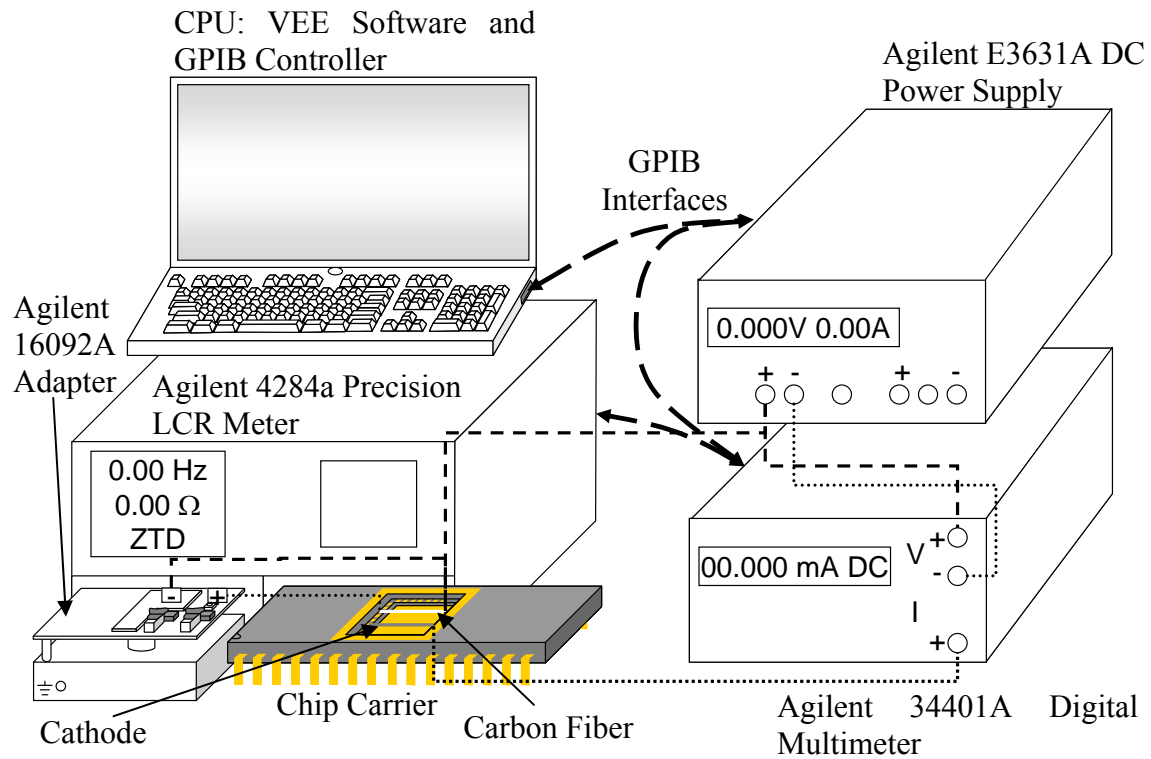 CPU: VEE Software and
GPIB Controller
Agilent E3631A DC
Power Supply
GPIB
Interfaces
Agilent
16092A
Adapter
0.000V 0.00A
+ - + -
Agilent 4284a Precision
LCR Meter
0.00 Hz
0.00 Ω
ZTD
00.000 mA DC
V
+
-
I
+
- +
Chip Carrier
Cathode
Carbon Fiber
Agilent 34401A Digital
Multimeter